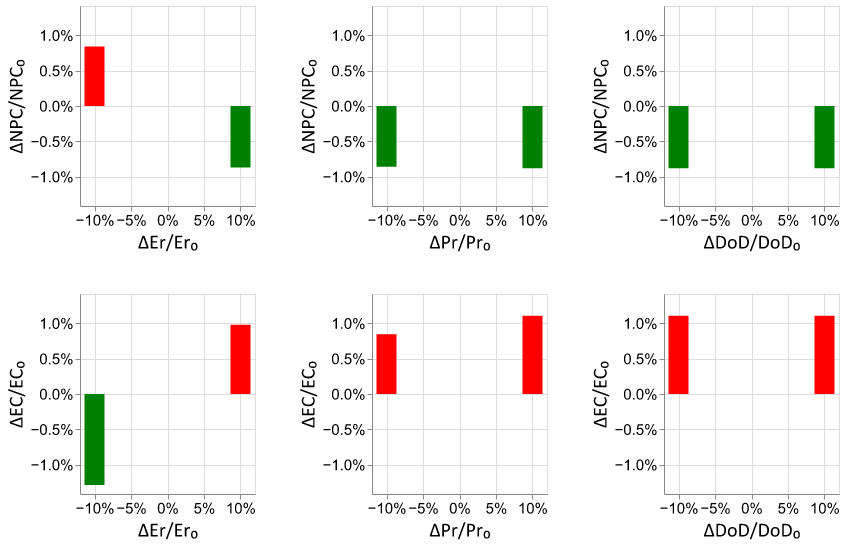 1.0% 1.0% 1.0%
0.5% 0.5% 0.5%
0.0% 0.0% 0.0%
−0.5% −0.5% −0.5%
−1.0% −1.0% −1.0%
ΔNPC/NPC₀ ΔNPC/NPC₀ ΔNPC/NPC₀
−10% −5% 0% 5% 10% −10% −5% 0% 5% 10% −10% −5% 0% 5% 10%
ΔEr/Er₀ ΔPr/Pr₀ ΔDoD/DoD₀
1.0% 1.0% 1.0%
0.5% 0.5% 0.5%
0.0% 0.0% 0.0%
−0.5% −0.5% −0.5%
−1.0% −1.0% −1.0%
ΔEC/EC₀ ΔEC/EC₀ ΔEC/EC₀
−10% −5% 0% 5% 10% −10% −5% 0% 5% 10% −10% −5% 0% 5% 10%
ΔEr/Er₀ ΔPr/Pr₀ ΔDoD/DoD₀